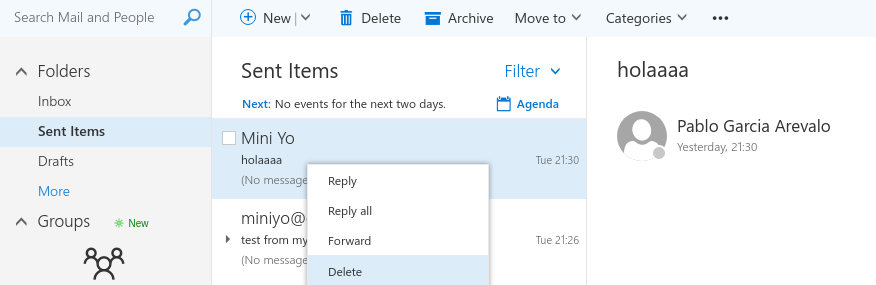 Search Mail and People
New
Delete
Archive
Move to
Categories
Folders
Inbox
Sent Items
Drafts
More
Groups
New
Sent Items
Filter
Next: No events for the next two days.
Agenda
Mini Yo
holaaaa
Tue 21:30
(No message
miniyo@
test from my
Tue 21:26
(No message
Reply
Reply all
Forward
Delete
holaaaa
Pablo Garcia Arevalo
Yesterday, 21:30